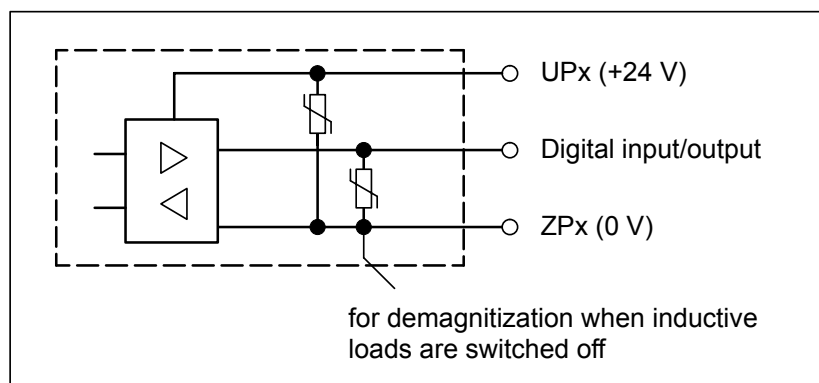 UPx (+24 V)
Digital input/output
ZPx (0 V)
for demagnitization when inductive
loads are switched off